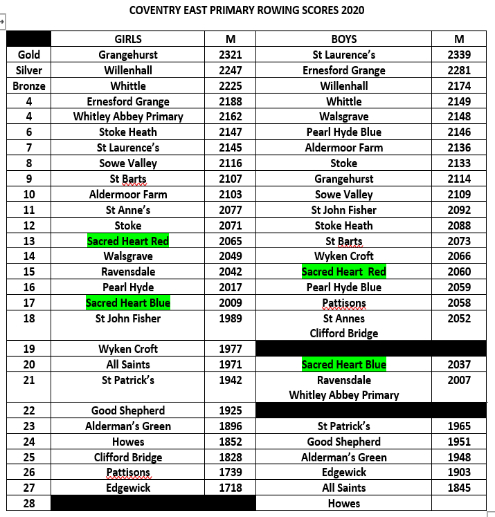 COVENTRY EAST PRIMARY ROWING SCORES 2020
GIRLS M BOYS M
Gold Grangehurst 2321 St Laurence's 2339
Silver Willenhall 2247 Ernesford Grange 2281
Bronze Whittle 2225 Willenhall 2174
4 Ernesford Grange 2188 Whittle 2149
4 Whitley Abbey Primary 2162 Walsgrave 2148
6 Stoke Heath 2147 Pearl Hyde Blue 2146
7 St Laurence's 2145 Aldermoor Farm 2136
8 Sowe Valley 2116 Stoke 2133
9 St Barts 2107 Grangehurst 2114
10 Aldermoor Farm 2103 Sowe Valley 2109
11 St Anne's 2077 St John Fisher 2092
12 Stoke 2071 Stoke Heath 2088
13 Sacred Heart Red 2065 St Barts 2073
14 Walsgrave 2049 Wyken Croft 2066
15 Ravensdale 2042 Sacred Heart Red 2060
16 Pearl Hyde 2017 Pearl Hyde Blue 2059
17 Sacred Heart Blue 2009 Pattisons 2058
18 St John Fisher 1989 St Annes 2052
Clifford Bridge
19 Wyken Croft 1977
20 All Saints 1971 Sacred Heart Blue 2037
21 St Patrick's 1942 Ravensdale 2007
Whitley Abbey Primary
22 Good Shepherd 1925
23 Alderman's Green 1896 St Patrick's 1965
24 Howes 1852 Good Shepherd 1951
25 Clifford Bridge 1828 Alderman's Green 1948
26 Pattisons 1739 Edgewick 1903
27 Edgewick 1718 All Saints 1845
28 Howes